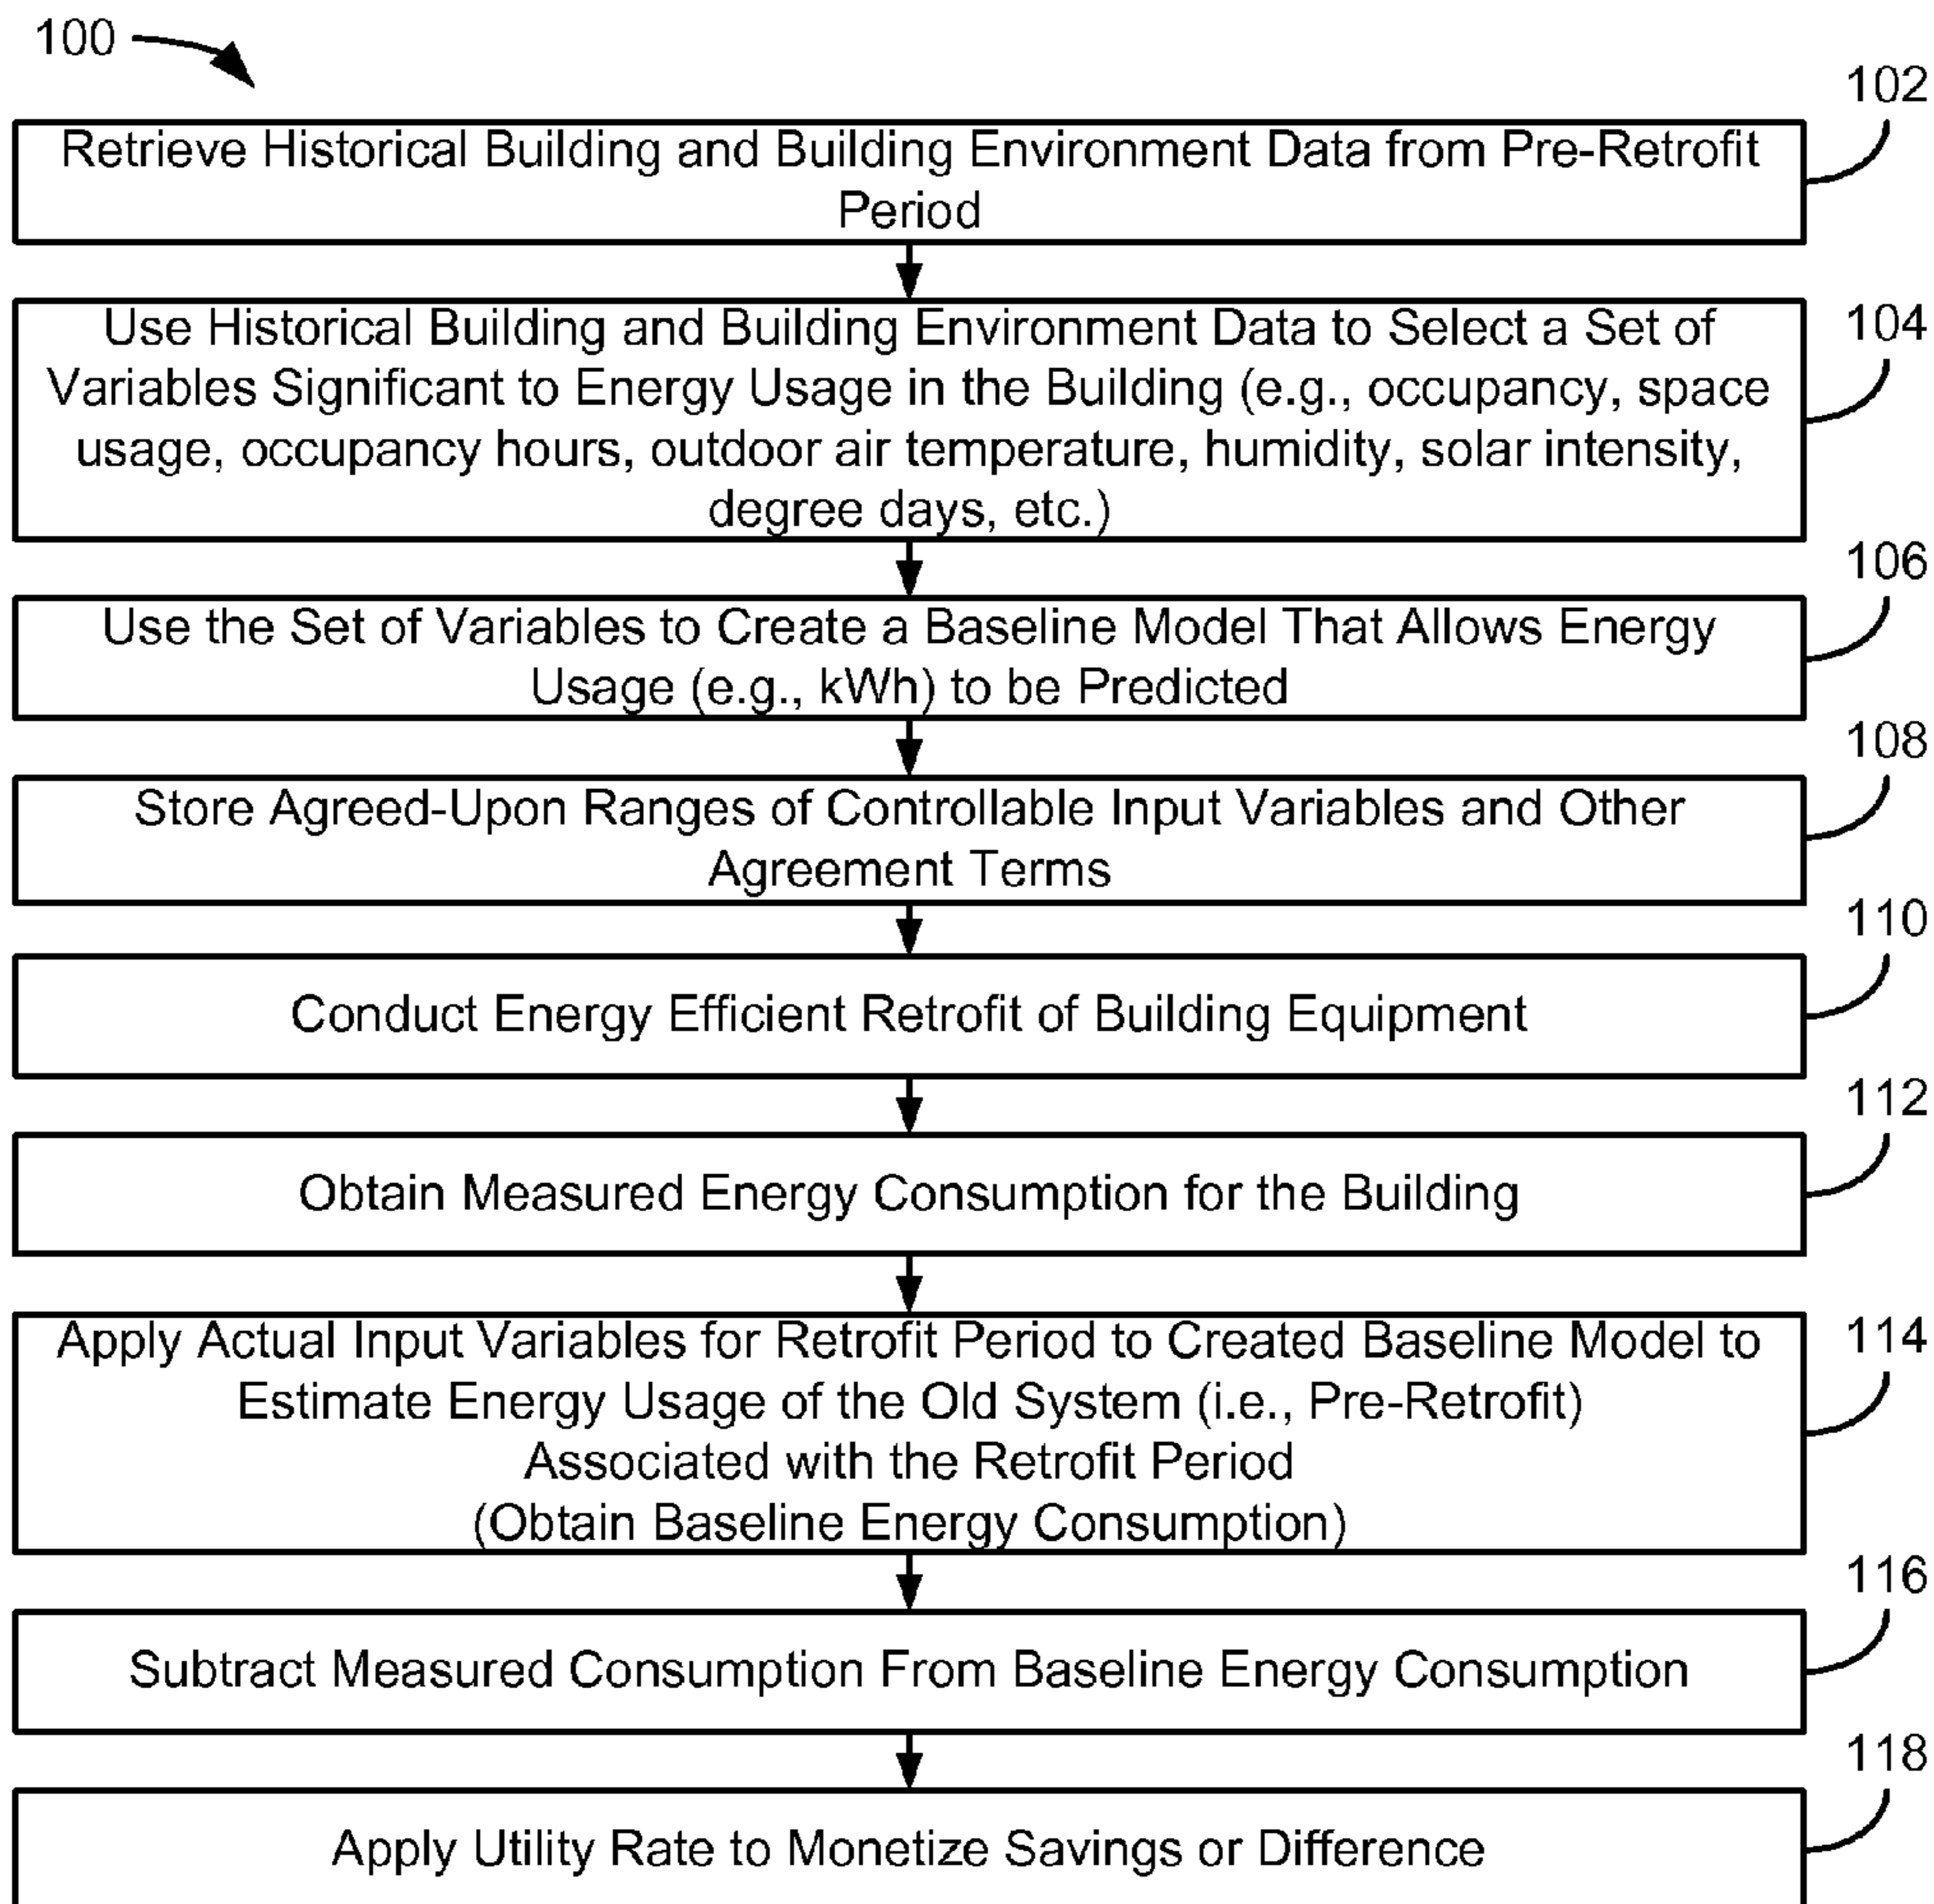 100
102
Retrieve Historical Building and Building Environment Data from Pre-Retrofit
Period
104
Use Historical Building and Building Environment Data to Select a Set of
Variables Significant to Energy Usage in the Building (e.g., occupancy, space
usage, occupancy hours, outdoor air temperature, humidity, solar intensity,
degree days, etc.)
106
Use the Set of Variables to Create a Baseline Model That Allows Energy
Usage (e.g., kWh) to be Predicted
108
Store Agreed-Upon Ranges of Controllable Input Variables and Other
Agreement Terms
110
Conduct Energy Efficient Retrofit of Building Equipment
112
Obtain Measured Energy Consumption for the Building
114
Apply Actual Input Variables for Retrofit Period to Created Baseline Model to
Estimate Energy Usage of the Old System (i.e., Pre-Retrofit)
Associated with the Retrofit Period
(Obtain Baseline Energy Consumption)
116
Subtract Measured Consumption From Baseline Energy Consumption
118
Apply Utility Rate to Monetize Savings or Difference